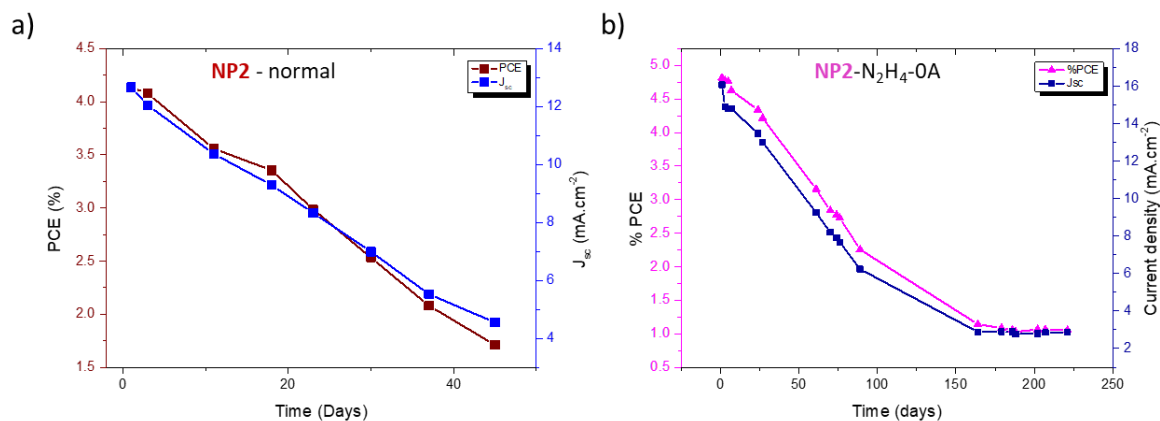 a)
NP2 - normal
PCE
Jsc
4.5
4.0
3.5
3.0
2.5
2.0
1.5
PCE (%)
14
12
10
8
6
4
Jsc (mA.cm-2)
0
20
40
Time (Days)
b)
NP2-N2H4-0A
%PCE
Jsc
5.0
4.5
4.0
3.5
3.0
2.5
2.0
1.5
1.0
0.5
% PCE
18
16
14
12
10
8
6
4
2
Current density (mA.cm-2)
0
50
100
150
200
250
Time (days)